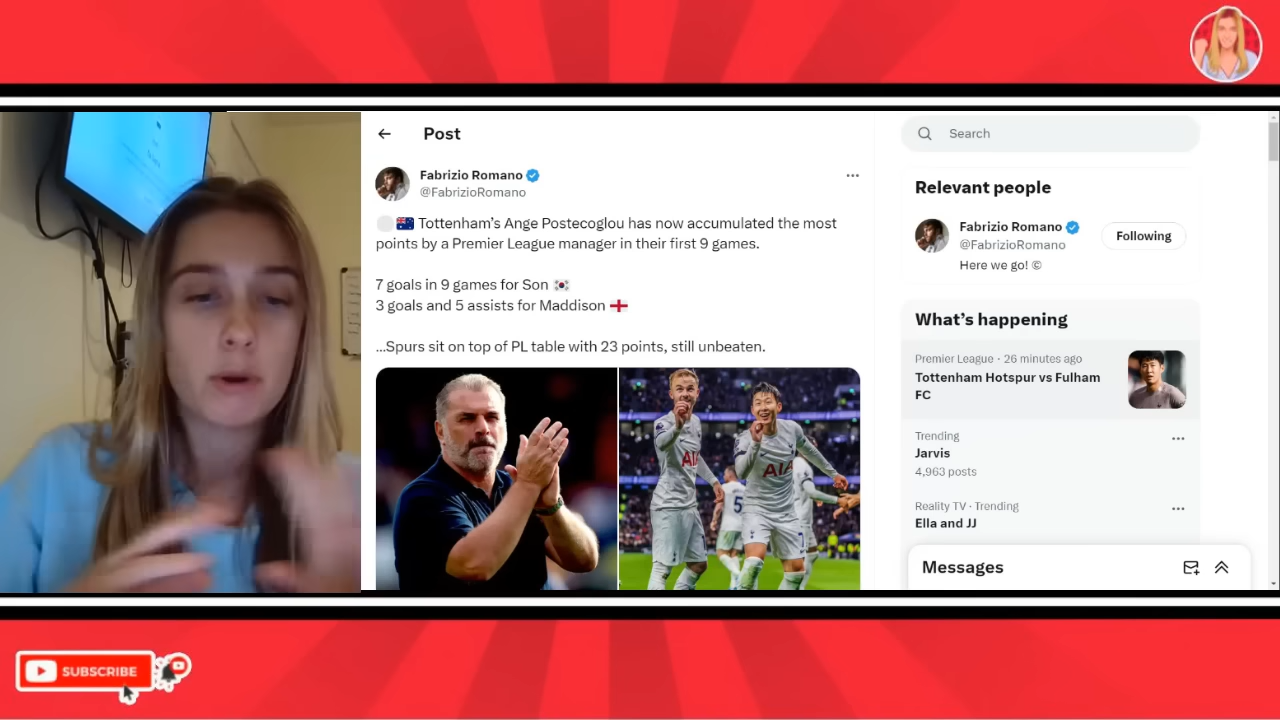 Post
Fabrizio Romano
@FabrizioRomano
Tottenham's Ange Postecoglou has now accumulated the most
points by a Premier League manager in their first 9 games.
7 goals in 9 games for Son
3 goals and 5 assists for Maddison
...Spurs sit on top of PL table with 23 points, still unbeaten.
AIA
AIA
5
7
Search
Relevant people
Fabrizio Romano
@FabrizioRomano
Following
Here we go! ©
What's happening
Premier League · 26 minutes ago
Tottenham Hotspur vs Fulham
FC
Trending
Jarvis
4,963 posts
Reality TV · Trending
Ella and JJ
Messages
SUBSCRIBE